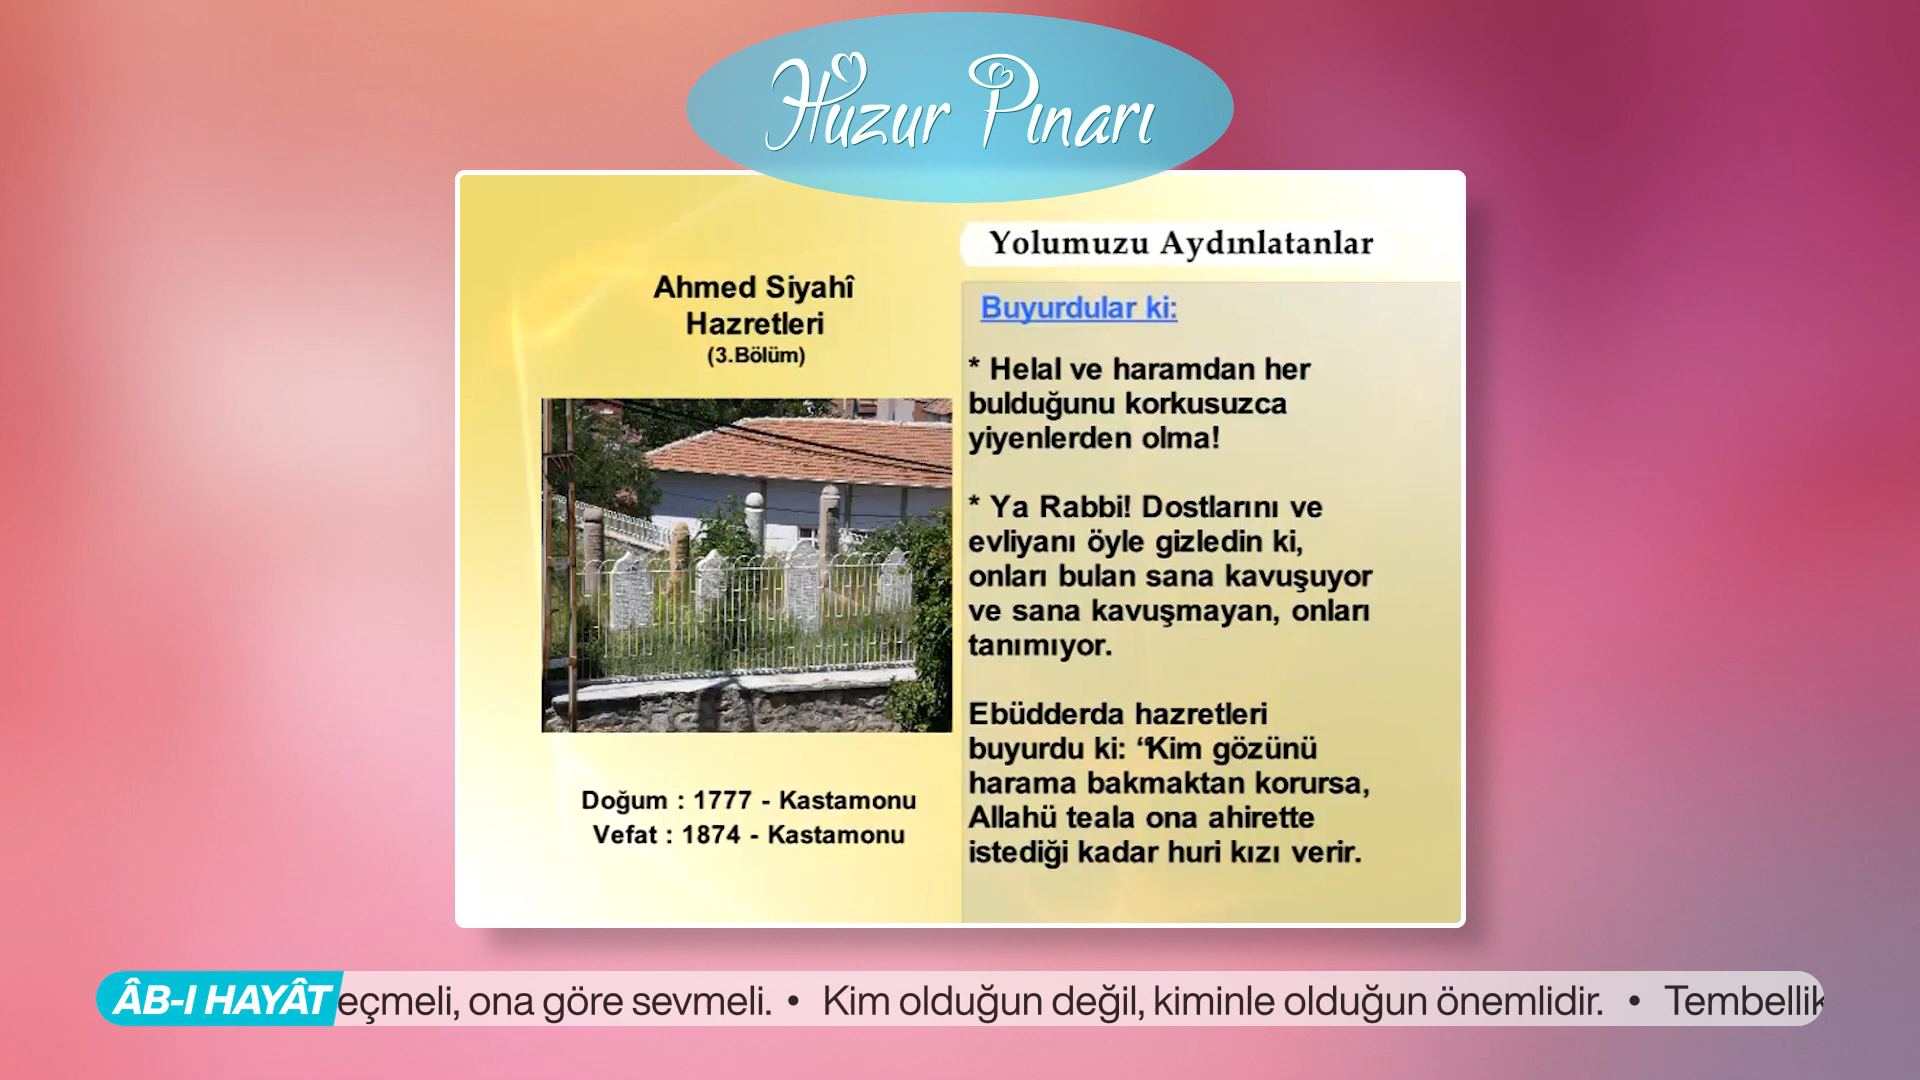 Huzur Pınarı
Yolumuzu Aydınlatanlar
Ahmed Siyahî
Hazretleri
(3.Bölüm)
Doğum : 1777 - Kastamonu
Vefat : 1874 - Kastamonu
Buyurdular ki:
* Helal ve haramdan her
bulduğunu korkusuzca
yiyenlerden olma!
* Ya Rabbi! Dostlarını ve
evliyanı öyle gizledin ki,
onları bulan sana kavuşuyor
ve sana kavuşmayan, onları
tanımıyor.
Ebüdderda hazretleri
buyurdu ki: “Kim gözünü
harama bakmaktan korursa,
Allahü teala ona ahirette
istediği kadar huri kızı verir.
ÂB-I HAYÂT eçmeli, ona göre sevmeli. • Kim olduğun değil, kiminle olduğun önemlidir. • Tembellik